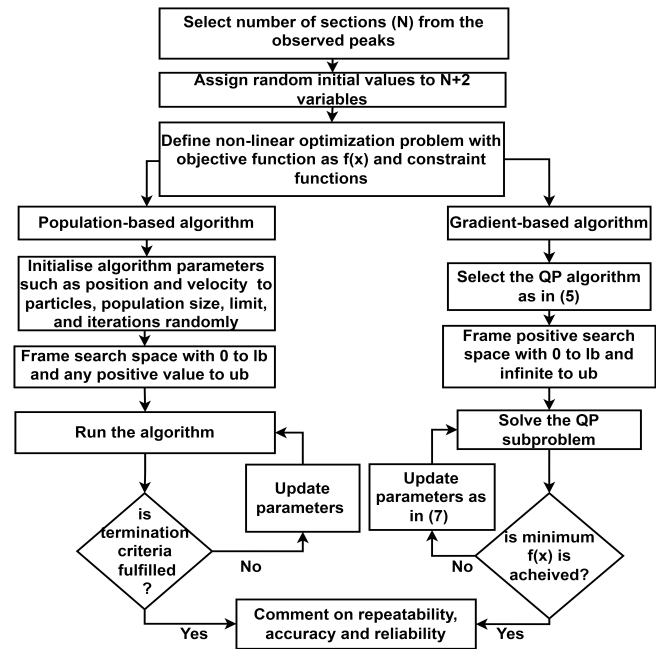 Select number of sections (N) from the
observed peaks
Assign random initial values to N+2
variables
Define non-linear optimization problem with
objective function as f(x) and constraint
functions
Population-based algorithm
Gradient-based algorithm
Initialise algorithm parameters
such as position and velocity to
particles, population size, limit,
and iterations randomly
Select the QP algorithm
as in (5)
Frame search space with 0 to lb
and any positive value to ub
Frame positive search
space with 0 to lb and
infinite to ub
Run the algorithm
Solve the QP
subproblem
Update
parameters
Update
parameters as
in (7)
is
termination
criteria
fulfilled
?
No
is minimum
f(x) is
acheived?
No
Comment on repeatability,
accuracy and reliability
Yes
Yes